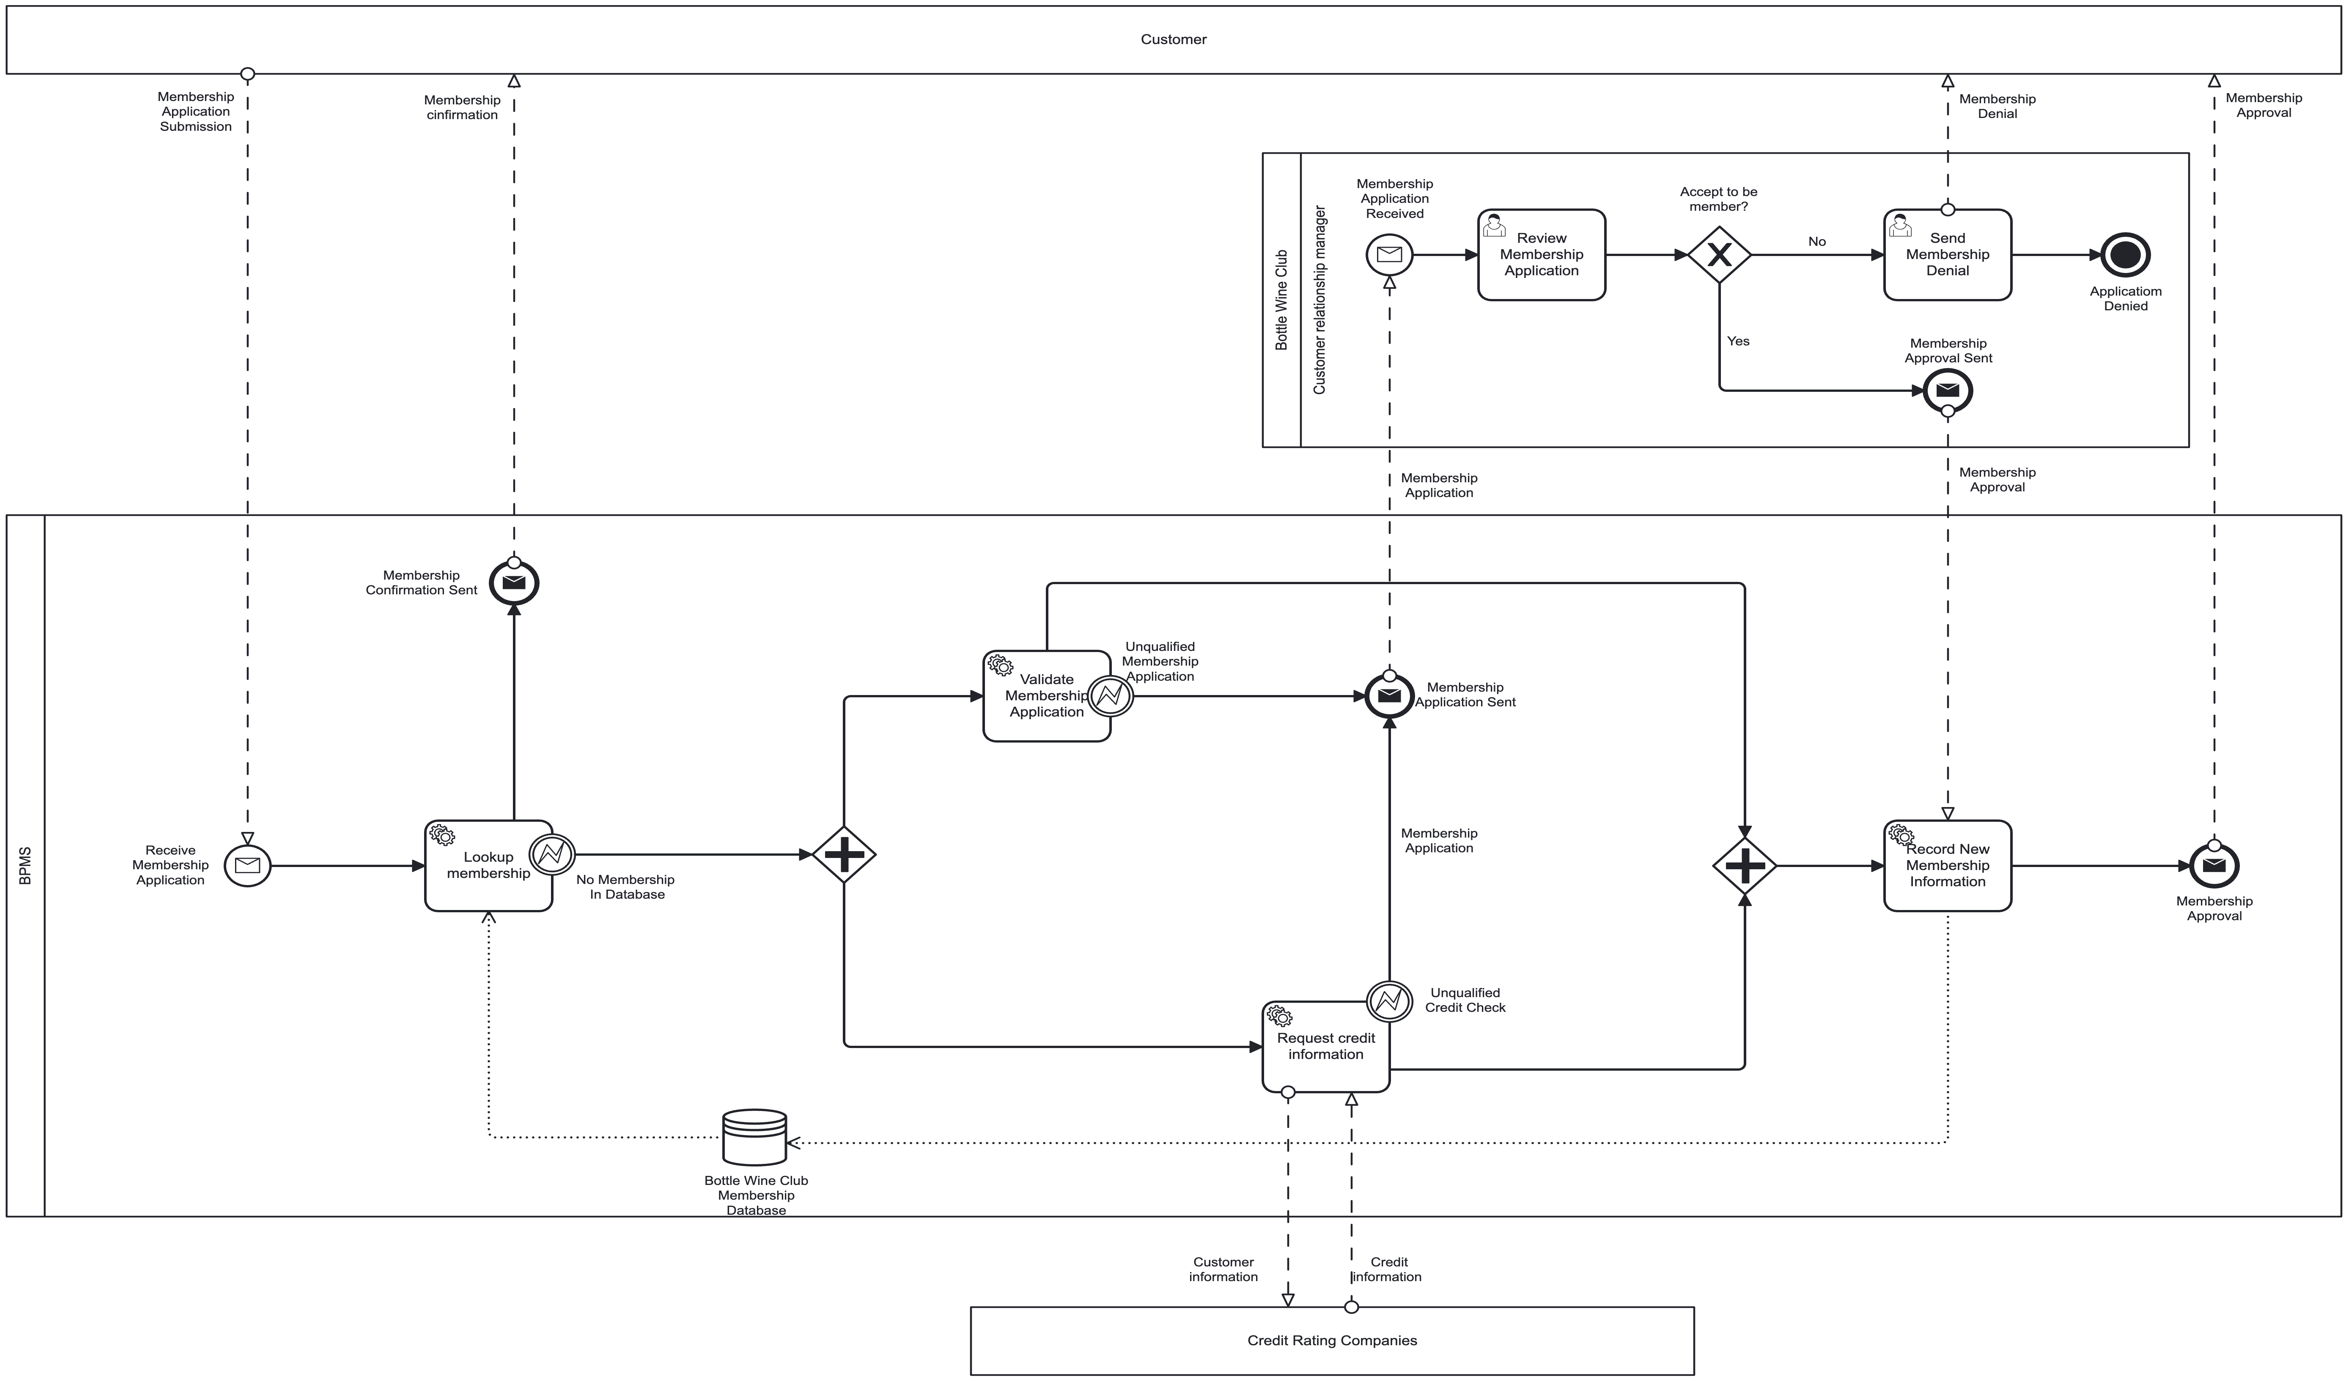 Customer
Membership
Application
Submission
Membership
cinfirmation
Membership
Denial
Membership
Approval
Bottle Wine Club
Customer relationship manager
Membership
Application
Received
Review
Membership
Application
Accept to be
member?
No
Send
Membership
Denial
Applicatiom
Denied
Yes
Membership
Approval Sent
Membership
Application
Membership
Approval
BPMS
Membership
Confirmation Sent
Unqualified
Membership
Application
Validate
Membership
Application
Membership
Application Sent
Receive
Membership
Application
Lookup
membership
No Membership
In Database
Membership
Application
Record New
Membership
Information
Membership
Approval
Unqualified
Credit Check
Request credit
information
Bottle Wine Club
Membership
Database
Customer
information
Credit
information
Credit Rating Companies